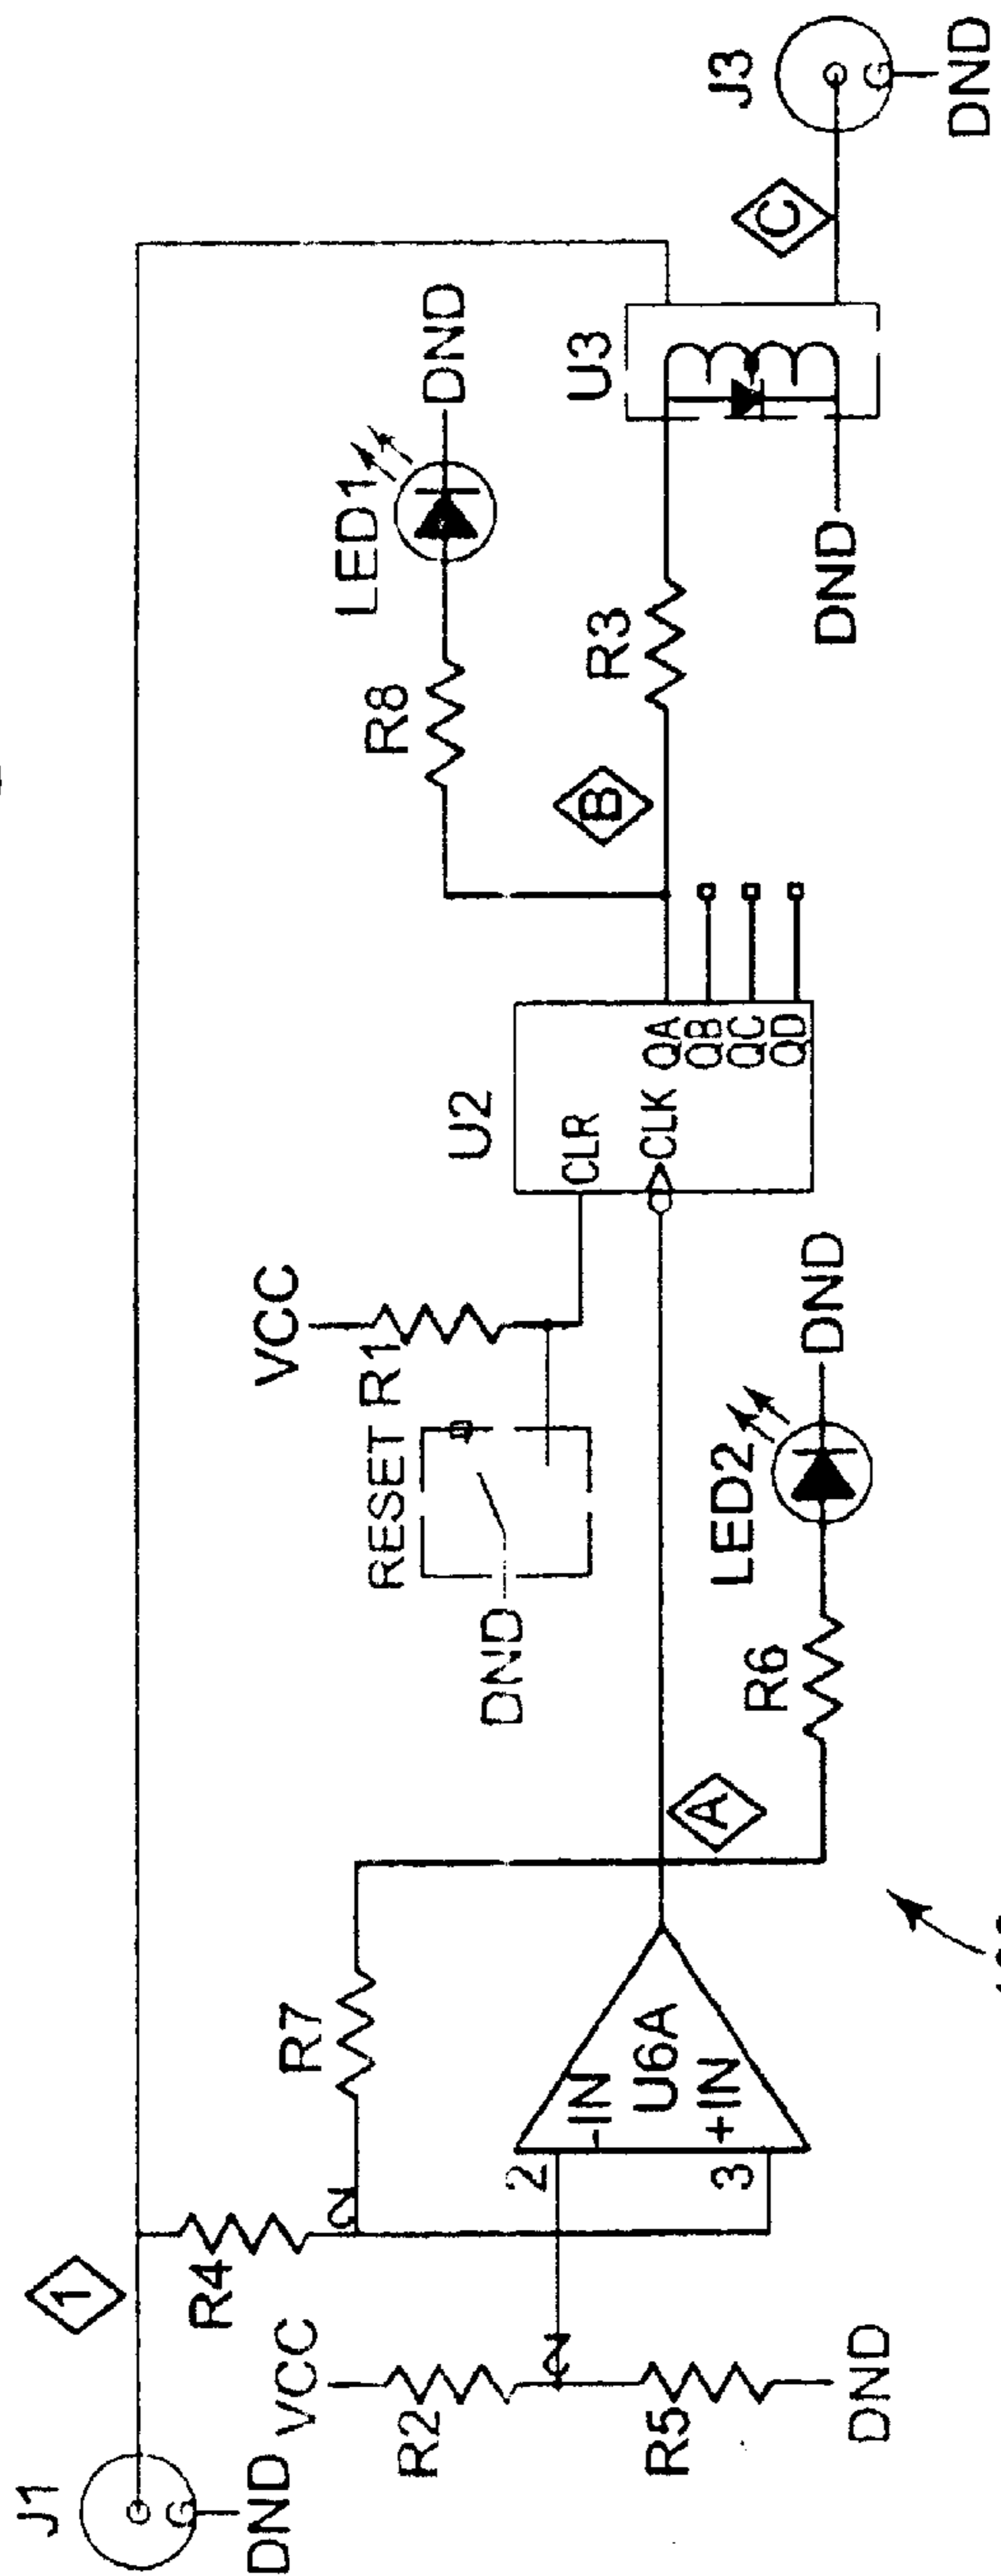 J1
G
DND
1
R4
VCC
R2
R5
DND
R7
2
-IN
U6A
+IN
3
A
R6
LED2
DND
VCC
RESET
R1
DND
U2
CLR
CLK
QA
QB
QC
QD
B
R8
LED1
DND
R3
U3
DND
C
J3
G
DND